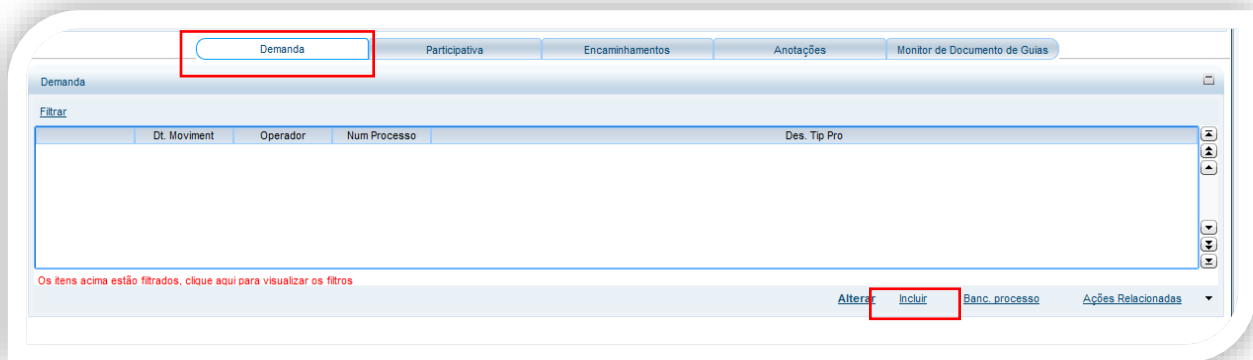 Demanda Participativa Encaminhamentos Anotações Monitor de Documento de Guias
Demanda
Filtrar
Dt. Moviment Operador Num Processo Des. Tip Pro
Os itens acima estão filtrados, clique aqui para visualizar os filtros
Alterar Incluir Banc. processo Ações Relacionadas